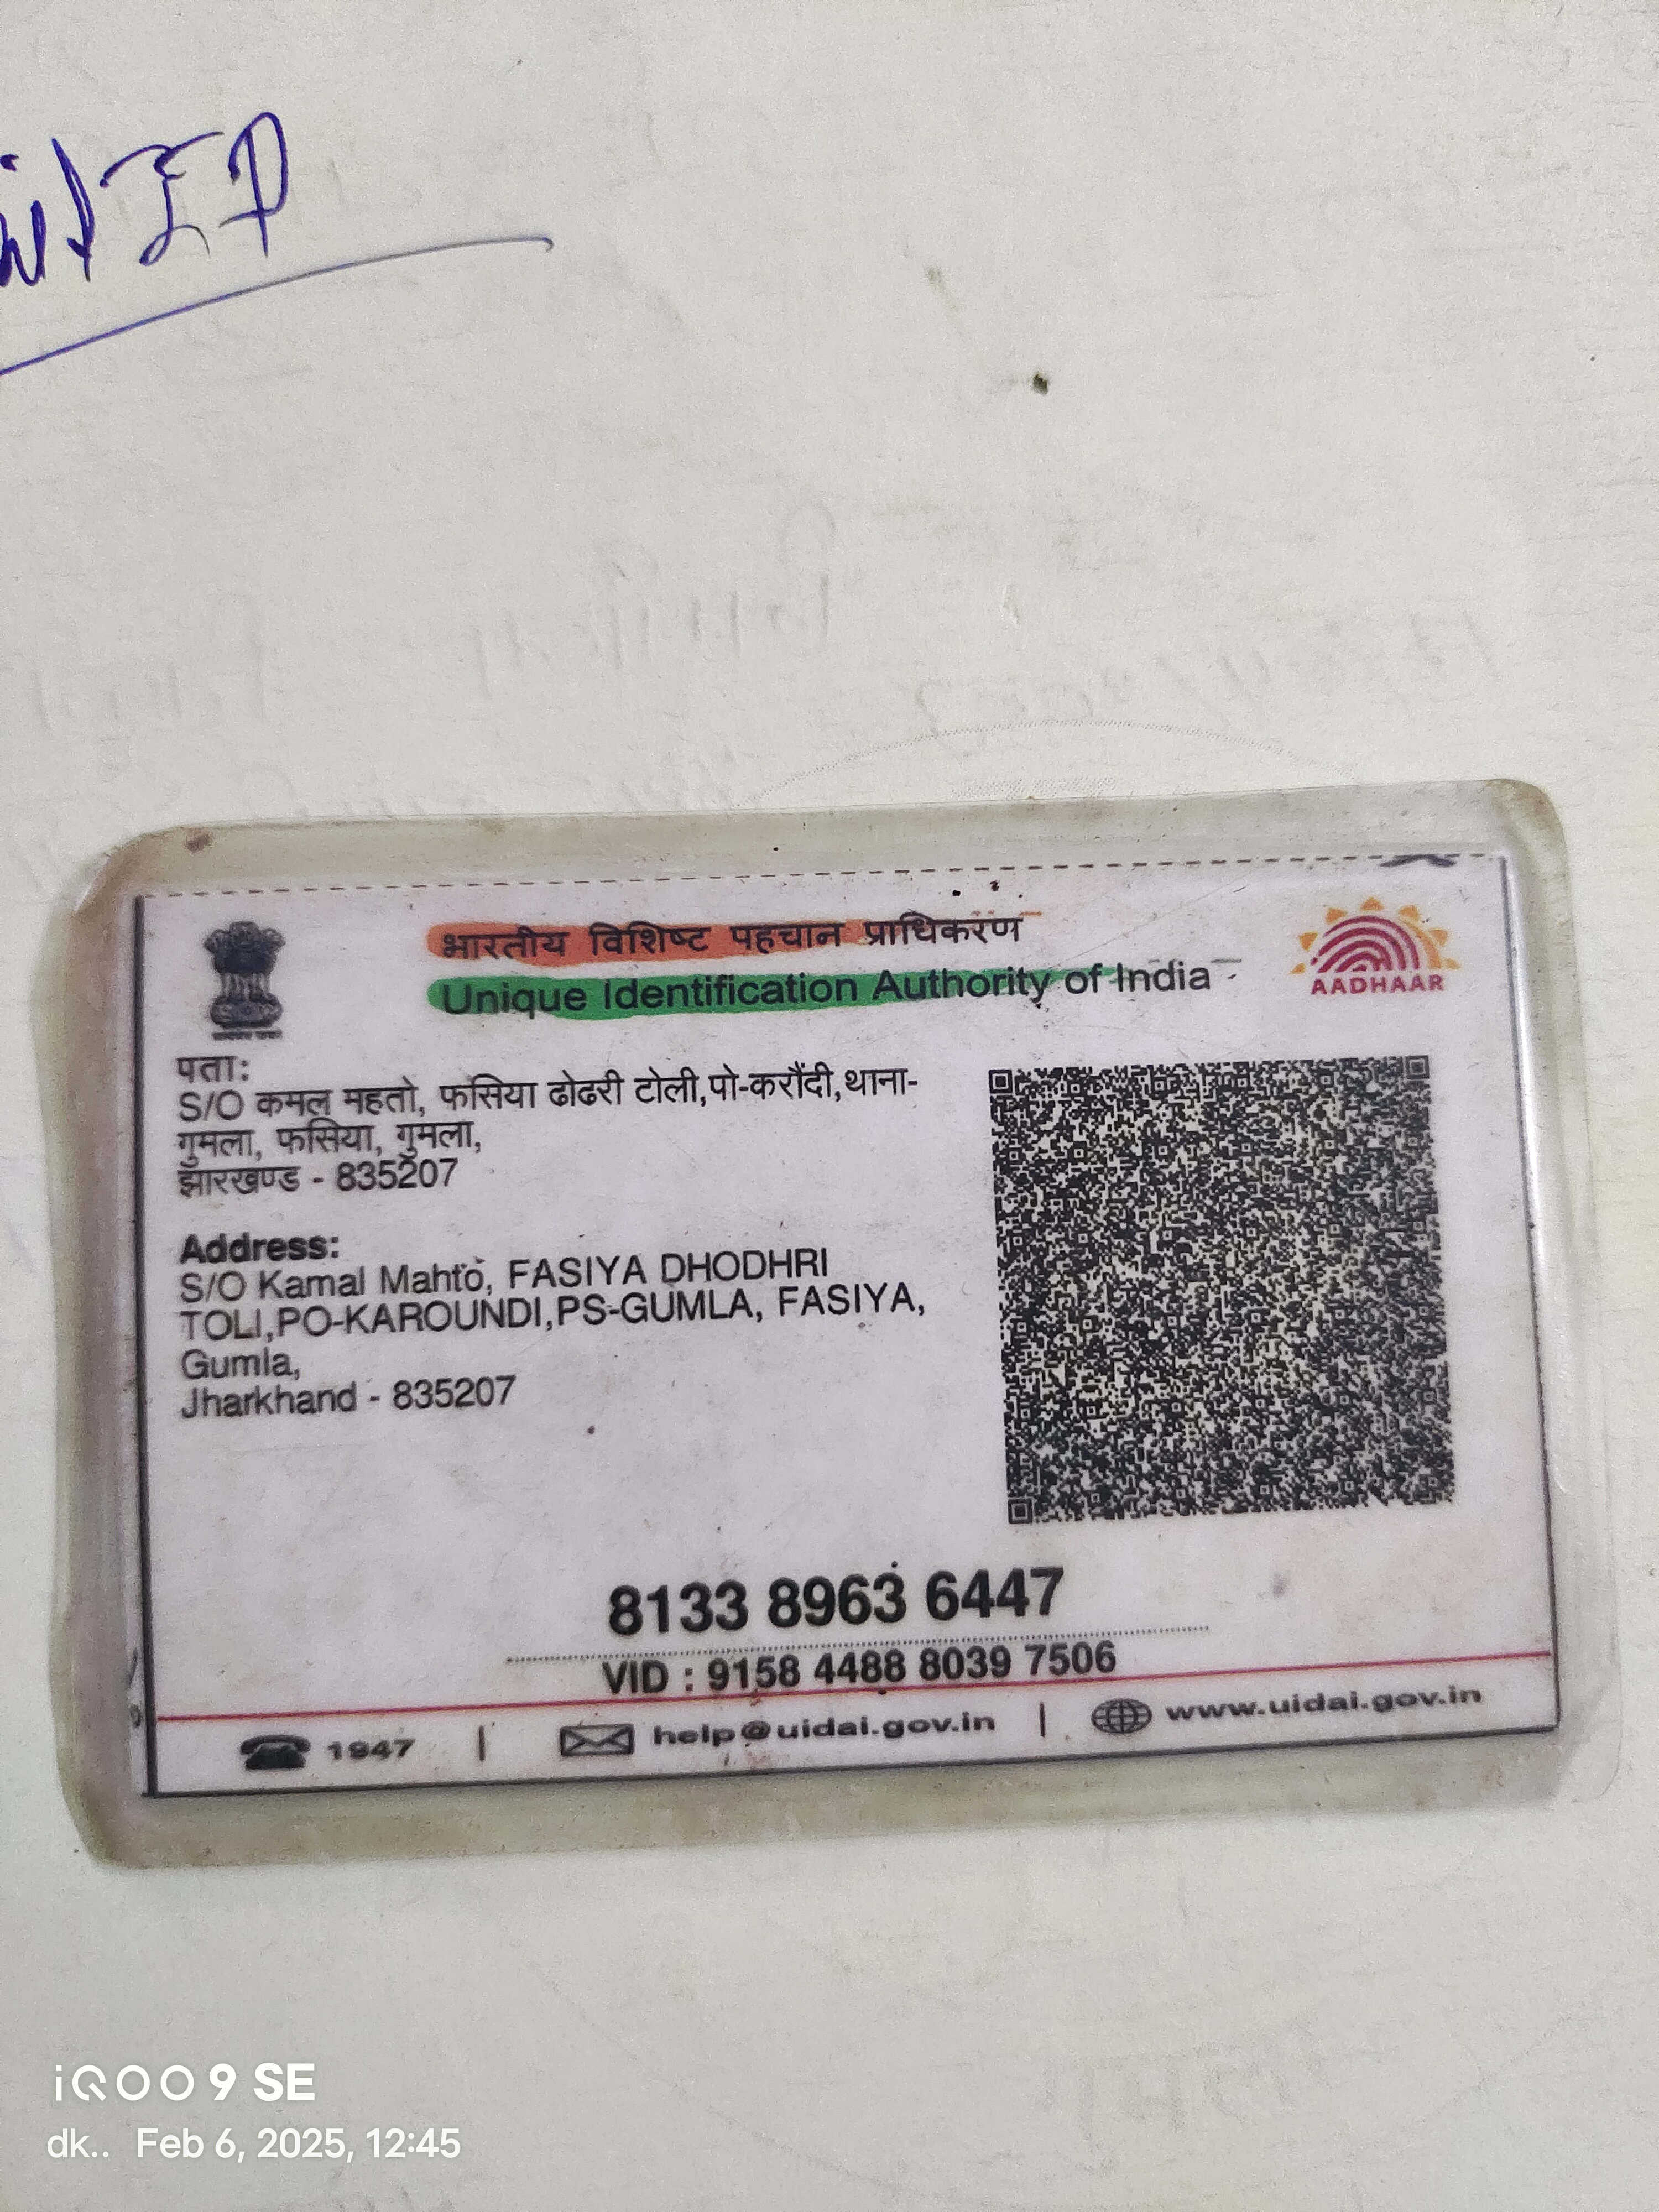 भारतीय विशिष्ट पहचान प्राधिकरण
Unique Identification Authority of India
AADHAAR
पता:
S/O कमल महतो, फसिया ढोढरी टोली,पो-करौंदी,थाना-
गुमला, फसिया, गुमला,
झारखण्ड - 835207
Address:
S/O Kamal Mahto, FASIYA DHODHRI
TOLI,PO-KAROUNDI,PS-GUMLA, FASIYA,
Gumla,
Jharkhand - 835207
8133 8963 6447
VID : 9158 4488 8039 7506
1947 | help@uidai.gov.in | www.uidai.gov.in
iQOO 9 SE
dk.. Feb 6, 2025, 12:45